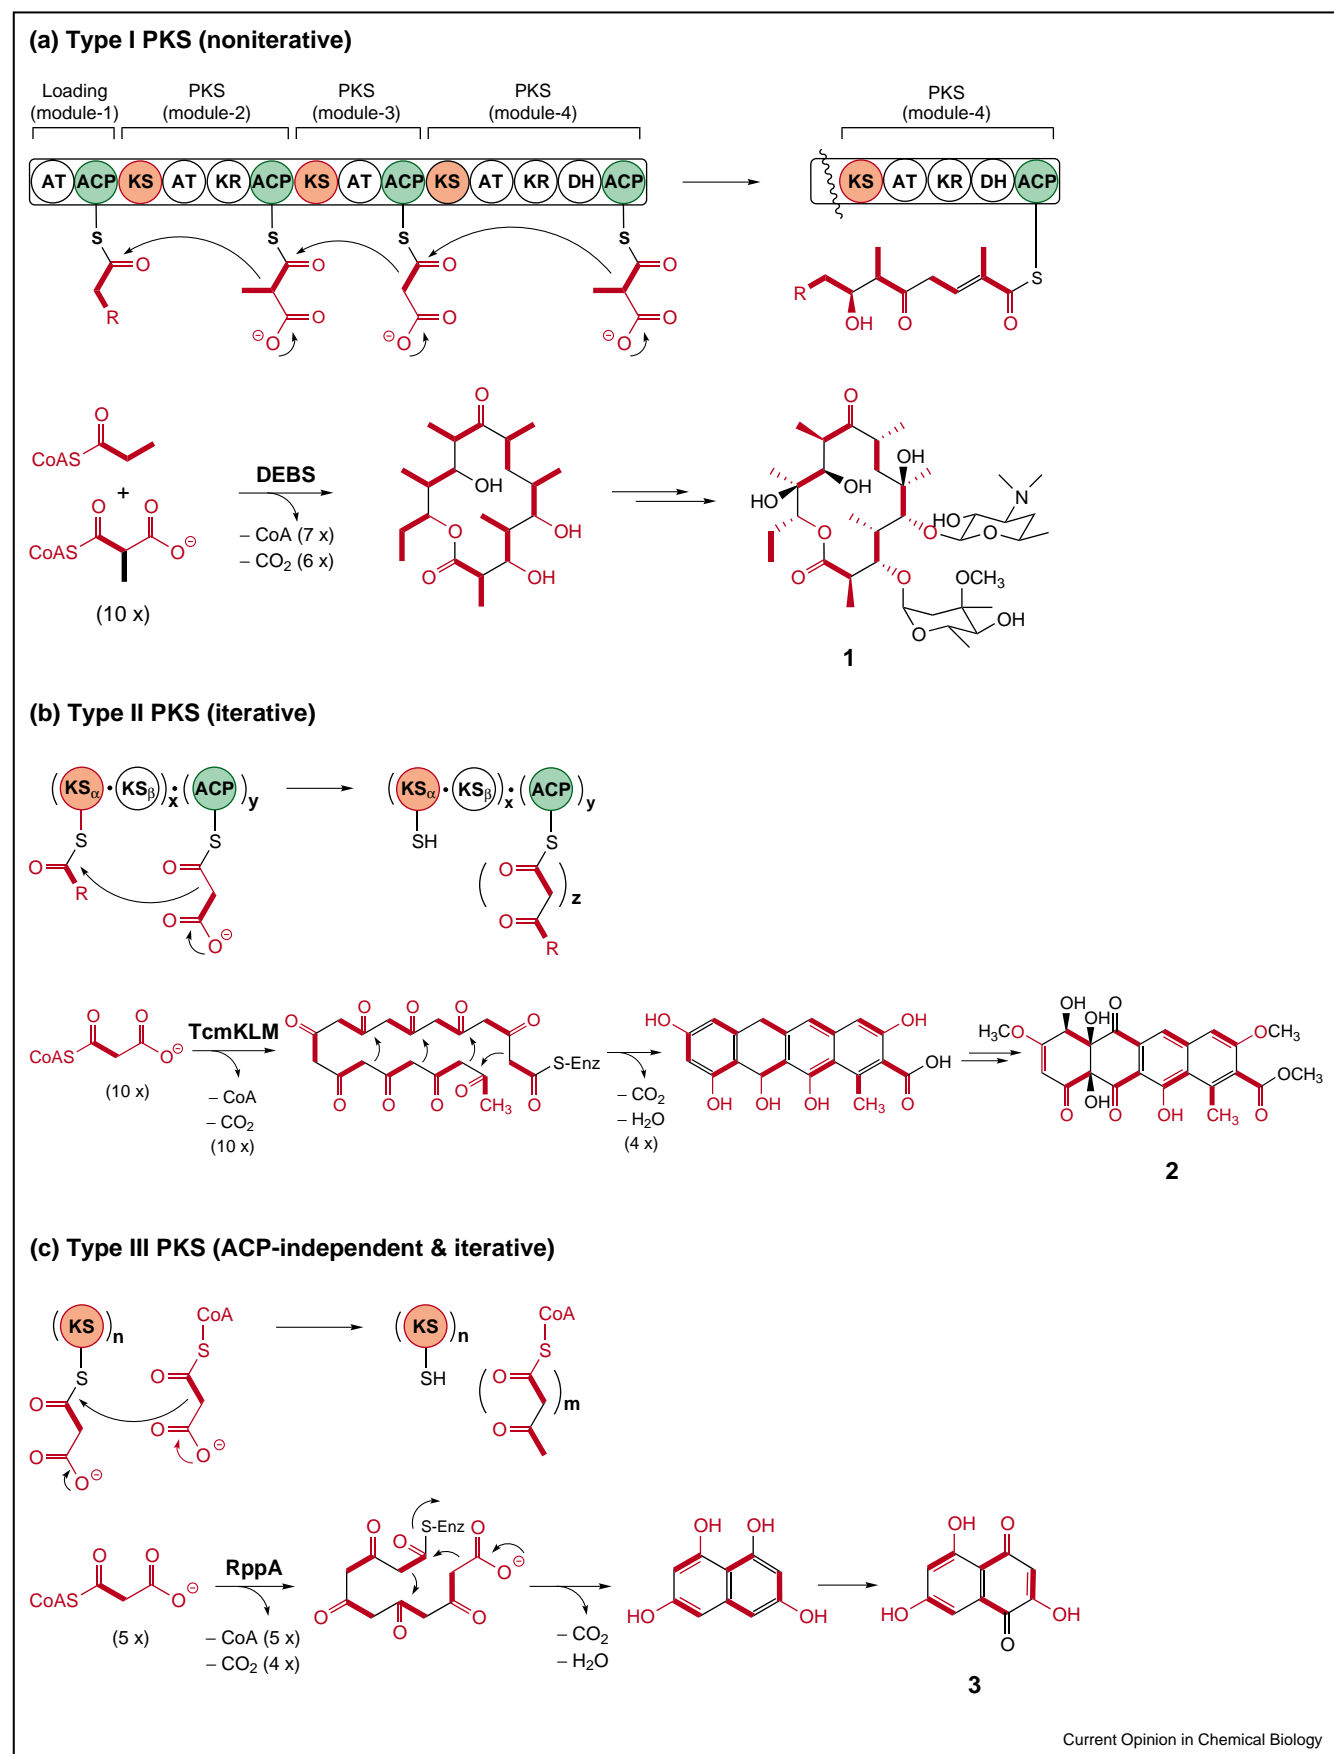 (a) Type I PKS (noniterative)
Loading PKS PKS PKS PKS
(module-1) (module-2) (module-3) (module-4) (module-4)
AT ACP KS AT KR ACP KS AT ACP KS AT KR DH ACP KS AT KR DH ACP
S S S S S
O O O O
R O O O R OH O O
⊖O ⊖O ⊖O
O O O
CoAS DEBS OH OH N
+ OH HO OH HO
O O O OH O O
CoAS O⊖ – CoA (7 x) O OH O O O
– CO2 (6 x) O OH O O OCH3
(10 x) O OH
1
(b) Type II PKS (iterative)
(KSα · KSβ)x · (ACP)y (KSα · KSβ)x · (ACP)y
S S SH S
O O O
R O z
O⊖ O
R
TcmKLM O O O O O HO OH OH OH O
O O CH3O OCH3
CoAS O⊖ S-Enz OH OCH3
(10 x) – CoA O O O O CH3 O – CO2 OH OH OH CH3 O O OH O OH CH3 O
– CO2 – H2O
(10 x) (4 x)
2
(c) Type III PKS (ACP-independent & iterative)
CoA CoA
(KS)n (KS)n
S S
S SH
O O O
O m
O O⊖ O
O⊖
S-Enz
O O O O OH OH OH O
O O RppA O⊖
CoAS O⊖ O O O HO OH HO OH
(5 x) – CoA (5 x) – CO2 O
– CO2 (4 x) – H2O
3
Current Opinion in Chemical Biology